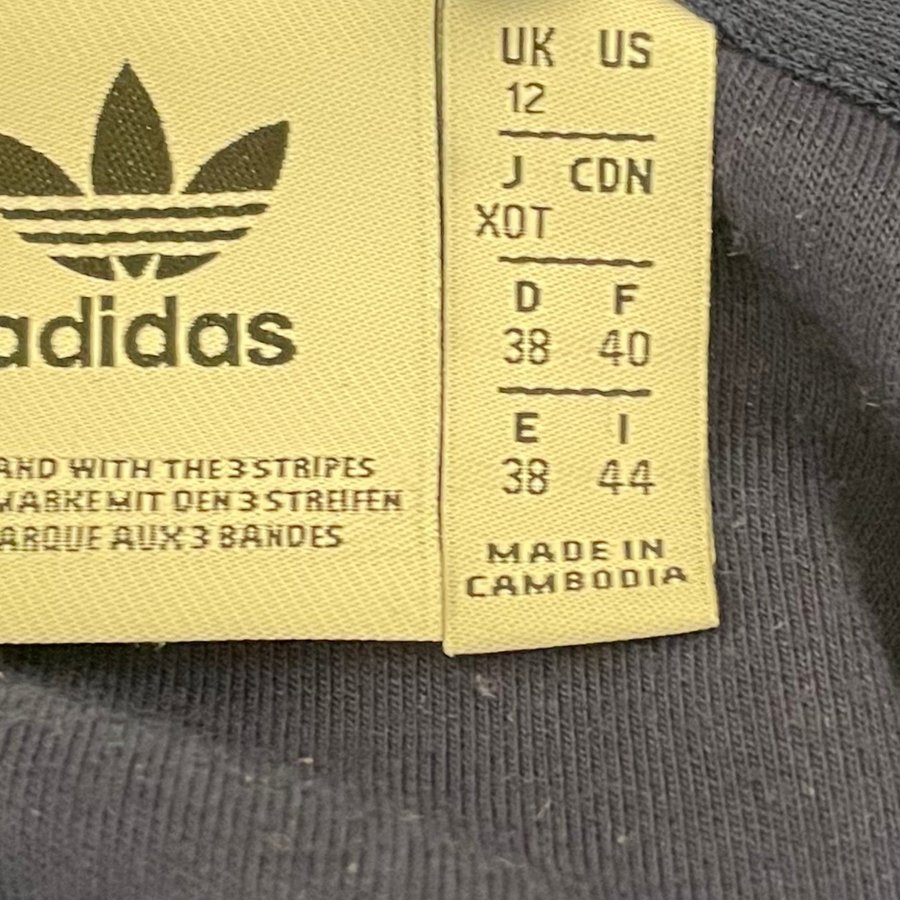 adidas
AND WITH THE 3 STRIPES
MARKE MIT DEN 3 STREIFEN
ARQUE AUX 3 BANDES
UK US
12
J CDN
XOT
D F
38 40
E I
38 44
MADE IN
CAMBODIA